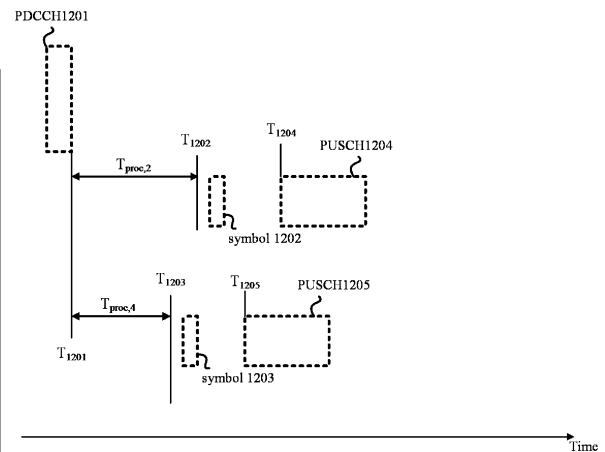 PDCCH1201
T1202
T1204
PUSCH1204
Tproc,2
symbol 1202
T1203
T1205
PUSCH1205
Tproc,4
T1201
symbol 1203
Time